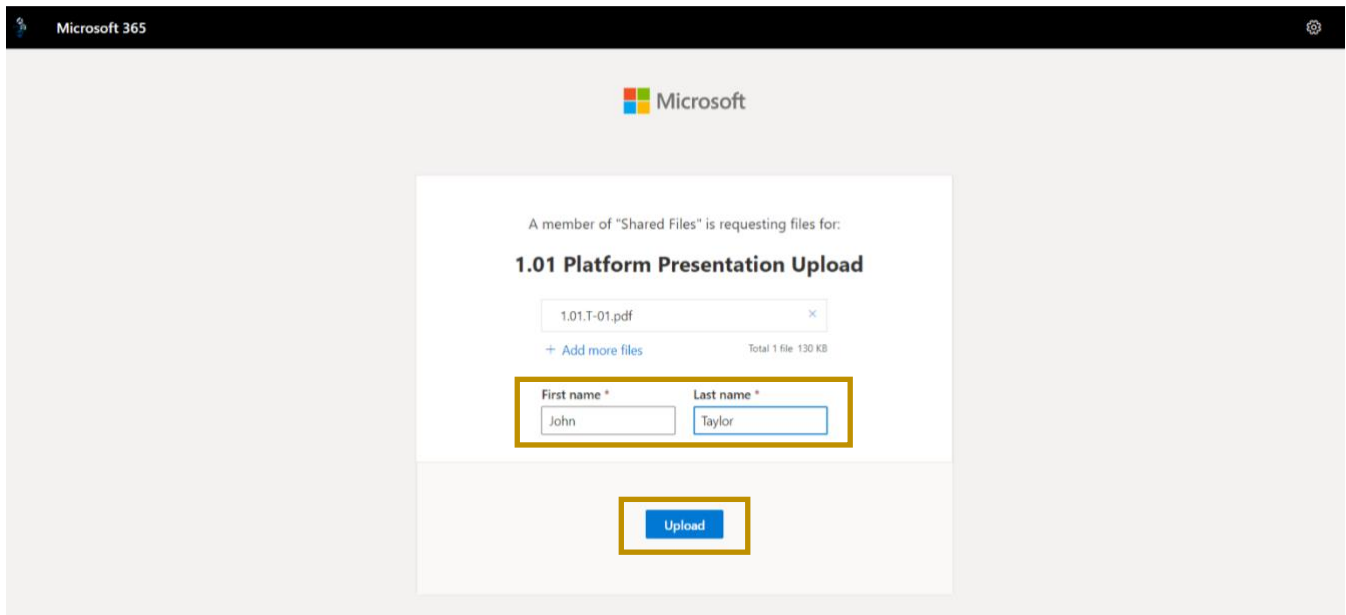 Microsoft 365
Microsoft
A member of "Shared Files" is requesting files for:
1.01 Platform Presentation Upload
1.01.T-01.pdf ×
+ Add more files Total 1 file 130 KB
First name * Last name *
John Taylor
Upload